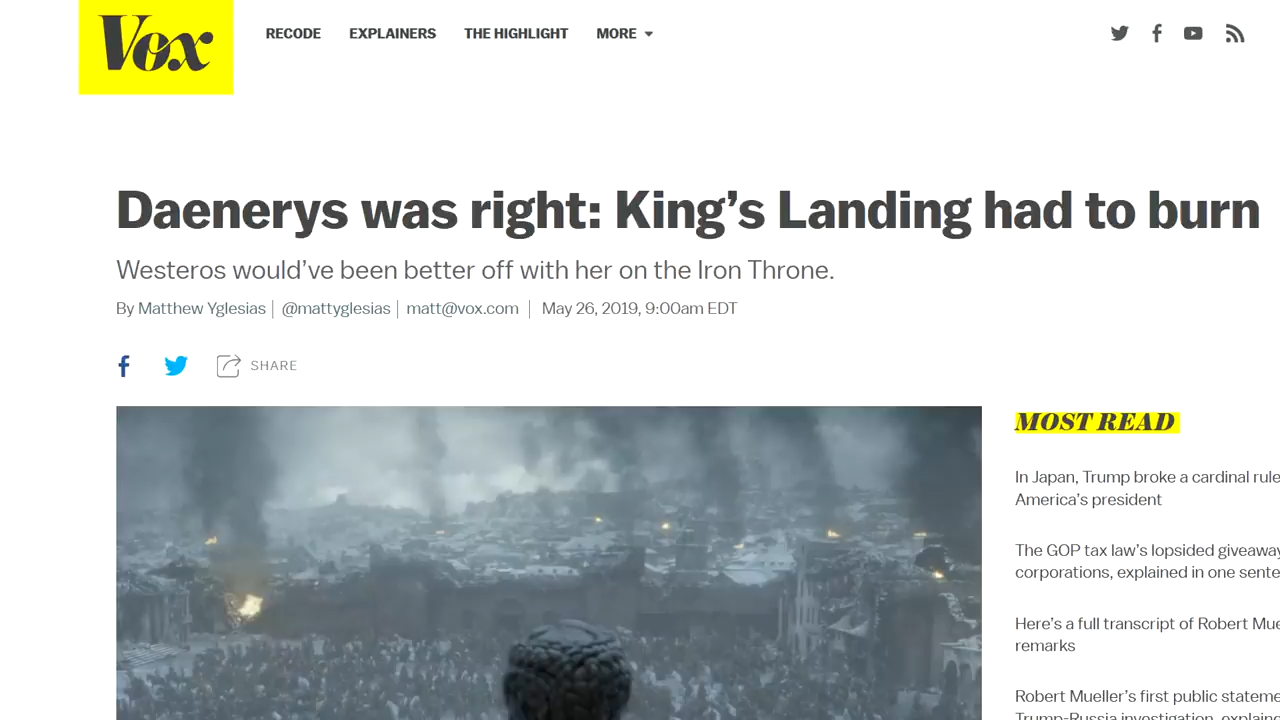 Vox
RECODE EXPLAINERS THE HIGHLIGHT MORE
Daenerys was right: King's Landing had to burn
Westeros would've been better off with her on the Iron Throne.
By Matthew Yglesias | @mattyglesias | matt@vox.com | May 26, 2019, 9:00am EDT
SHARE
MOST READ
In Japan, Trump broke a cardinal rule
America's president
The GOP tax law's lopsided
corporations, explained in one
Here's a full transcript of Robert
remarks
Robert Mueller's first public
Trump-Russia investigation,